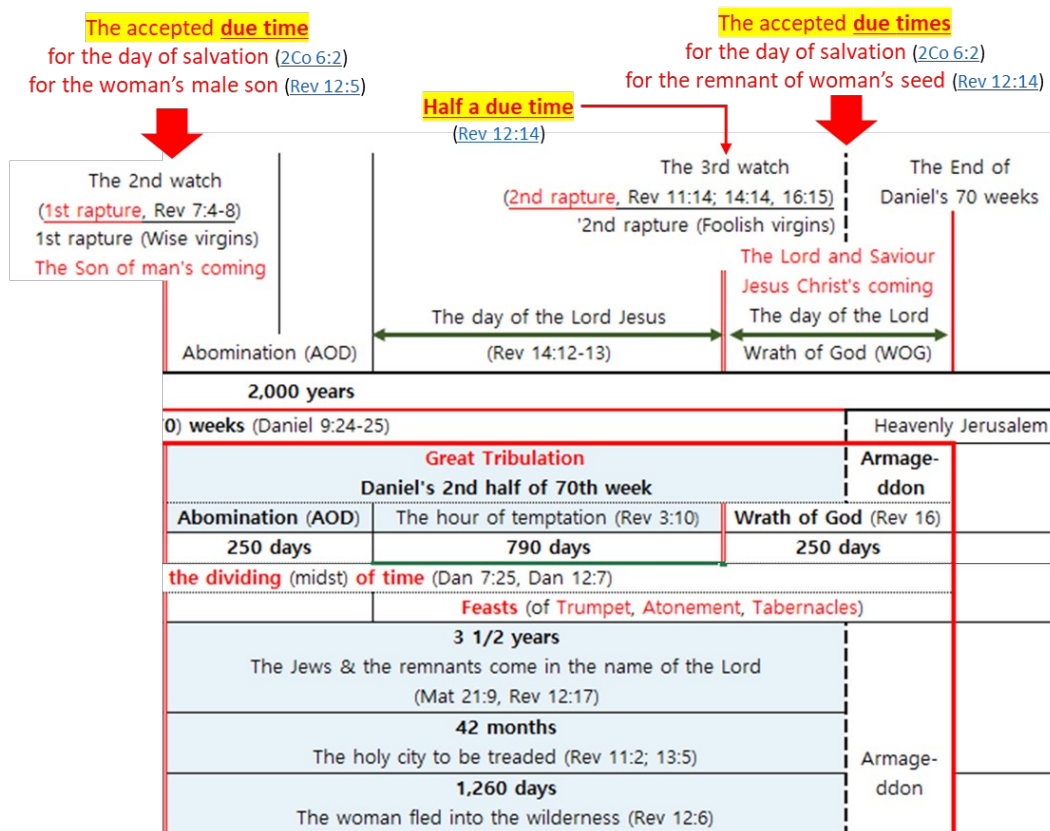 The accepted due time
for the day of salvation (2Co 6:2)
for the woman's male son (Rev 12:5)
The accepted due times
for the day of salvation (2Co 6:2)
for the remnant of woman's seed (Rev 12:14)
Half a due time
(Rev 12:14)
The 2nd watch
(1st rapture, Rev 7:4-8)
1st rapture (Wise virgins)
The Son of man's coming
The 3rd watch
(2nd rapture, Rev 11:14; 14:14, 16:15)
'2nd rapture (Foolish virgins)
The End of
Daniel's 70 weeks
The Lord and Saviour
Jesus Christ's coming
Abomination (AOD)
The day of the Lord Jesus
(Rev 14:12-13)
The day of the Lord
Wrath of God (WOG)
2,000 years
0) weeks (Daniel 9:24-25)
Heavenly Jerusalem
Great Tribulation
Daniel's 2nd half of 70th week
Armage-
ddon
Abomination (AOD)
The hour of temptation (Rev 3:10)
Wrath of God (Rev 16)
250 days
790 days
250 days
the dividing (midst) of time (Dan 7:25, Dan 12:7)
Feasts (of Trumpet, Atonement, Tabernacles)
3 1/2 years
The Jews & the remnants come in the name of the Lord
(Mat 21:9, Rev 12:17)
42 months
The holy city to be treaded (Rev 11:2; 13:5)
1,260 days
The woman fled into the wilderness (Rev 12:6)
Armage-
ddon